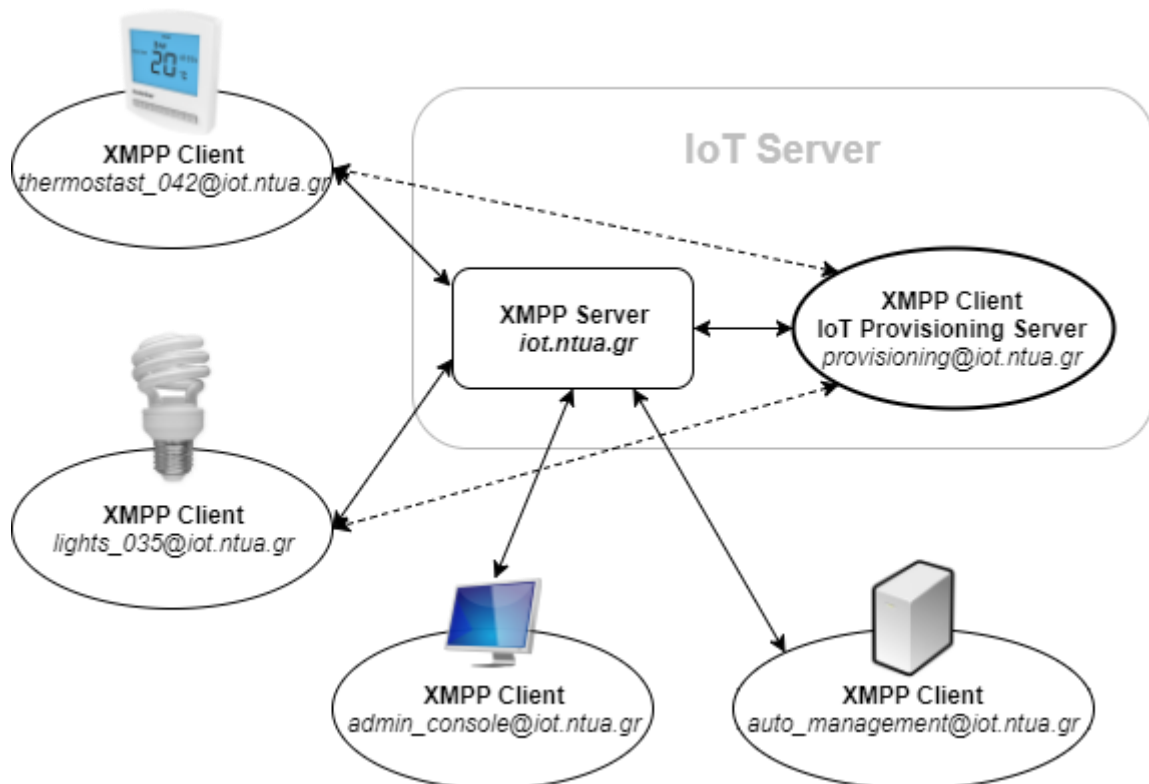 20
XMPP Client
thermostast_042@iot.ntua.gr
IoT Server
XMPP Server
iot.ntua.gr
XMPP Client
IoT Provisioning Server
provisioning@iot.ntua.gr
XMPP Client
lights_035@iot.ntua.gr
XMPP Client
admin_console@iot.ntua.gr
XMPP Client
auto_management@iot.ntua.gr